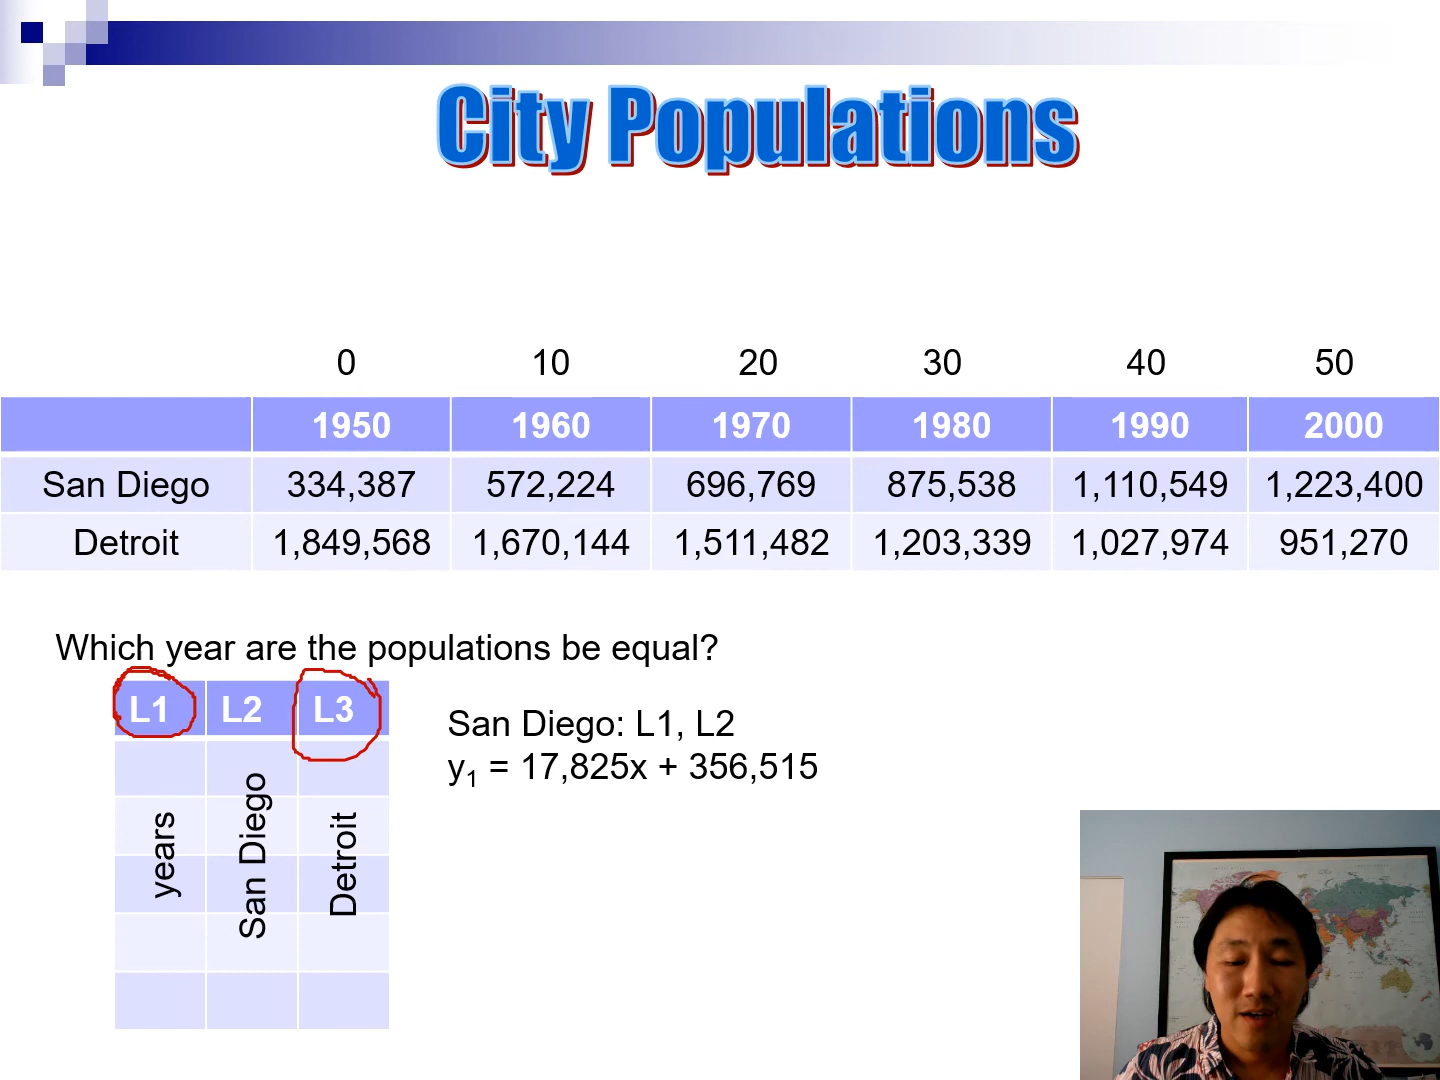 City Populations
0 10 20 30 40 50
1950 1960 1970 1980 1990 2000
San Diego 334,387 572,224 696,769 875,538 1,110,549 1,223,400
Detroit 1,849,568 1,670,144 1,511,482 1,203,339 1,027,974 951,270
Which year are the populations be equal?
L1 L2 L3
years
San Diego
Detroit
San Diego: L1, L2
y₁ = 17,825x + 356,515